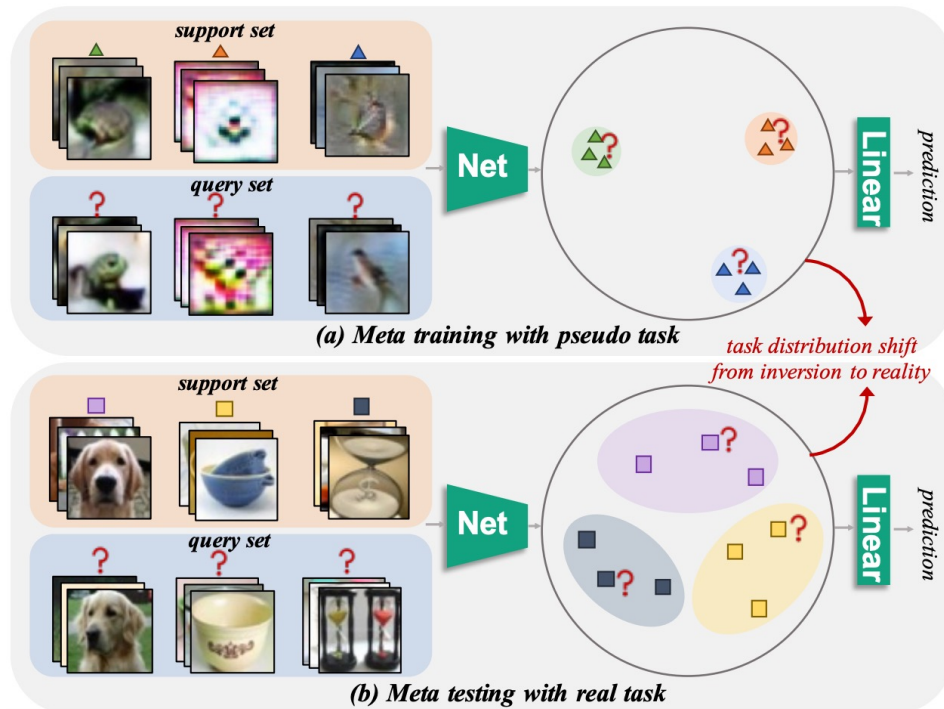 support set
query set
?
?
?
Net
?
?
?
Linear
prediction
(a) Meta training with pseudo task
task distribution shift
from inversion to reality
support set
query set
?
?
?
Net
?
?
?
Linear
prediction
(b) Meta testing with real task